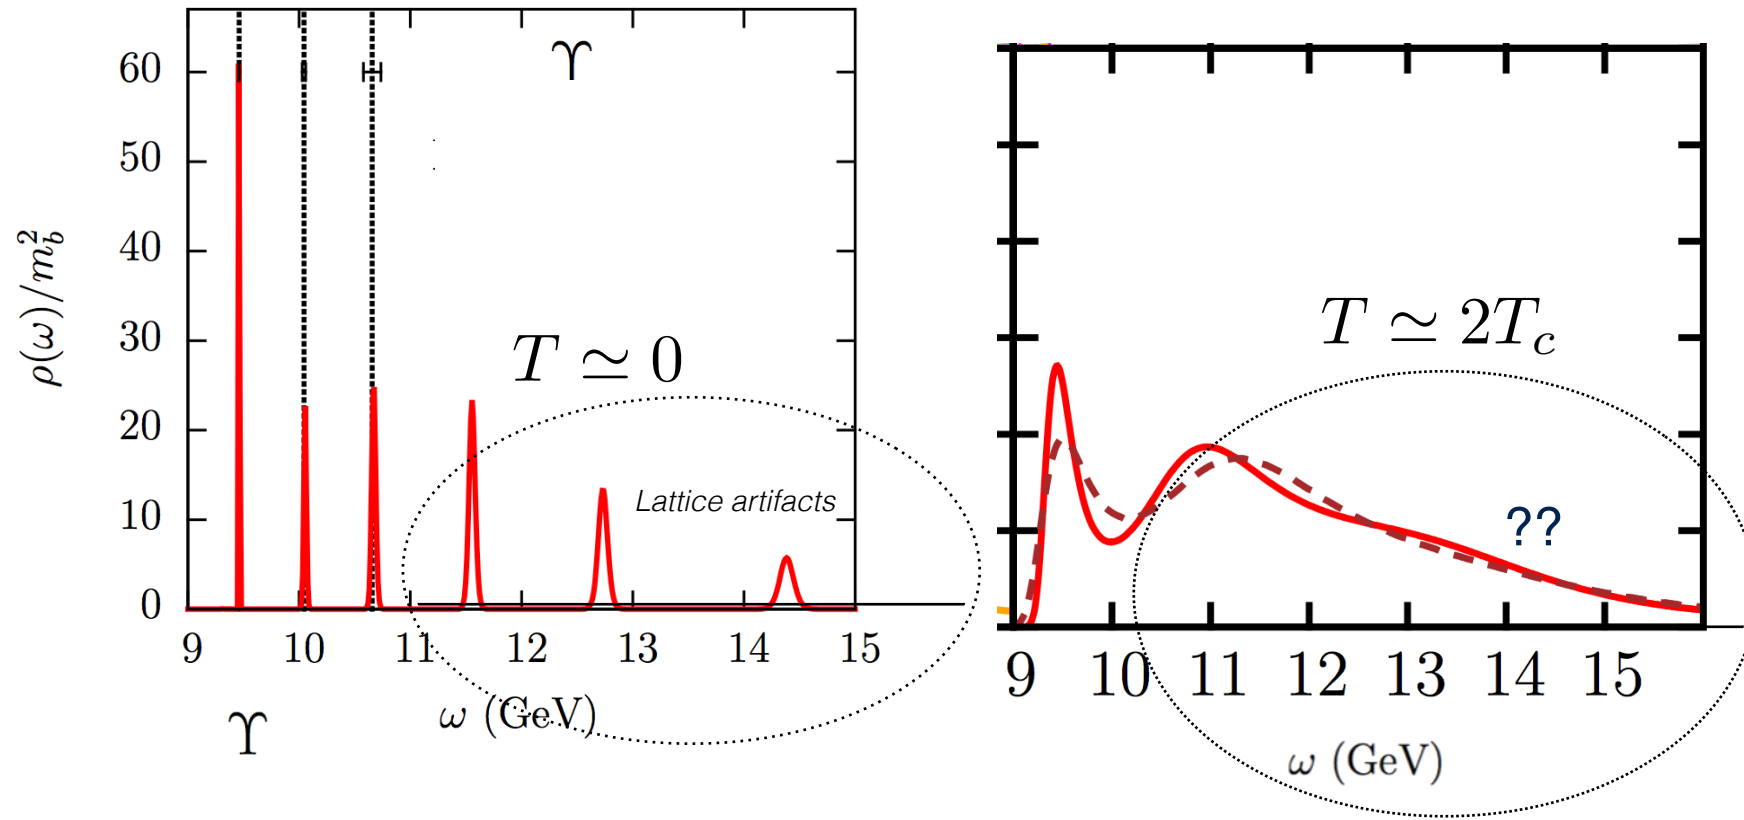 ϒ
60
50
40
30
20
10
0
ρ(ω)/m_b^2
T ≃ 0
Lattice artifacts
9 10 11 12 13 14 15
ω (GeV)
ϒ
T ≃ 2T_c
??
9 10 11 12 13 14 15
ω (GeV)